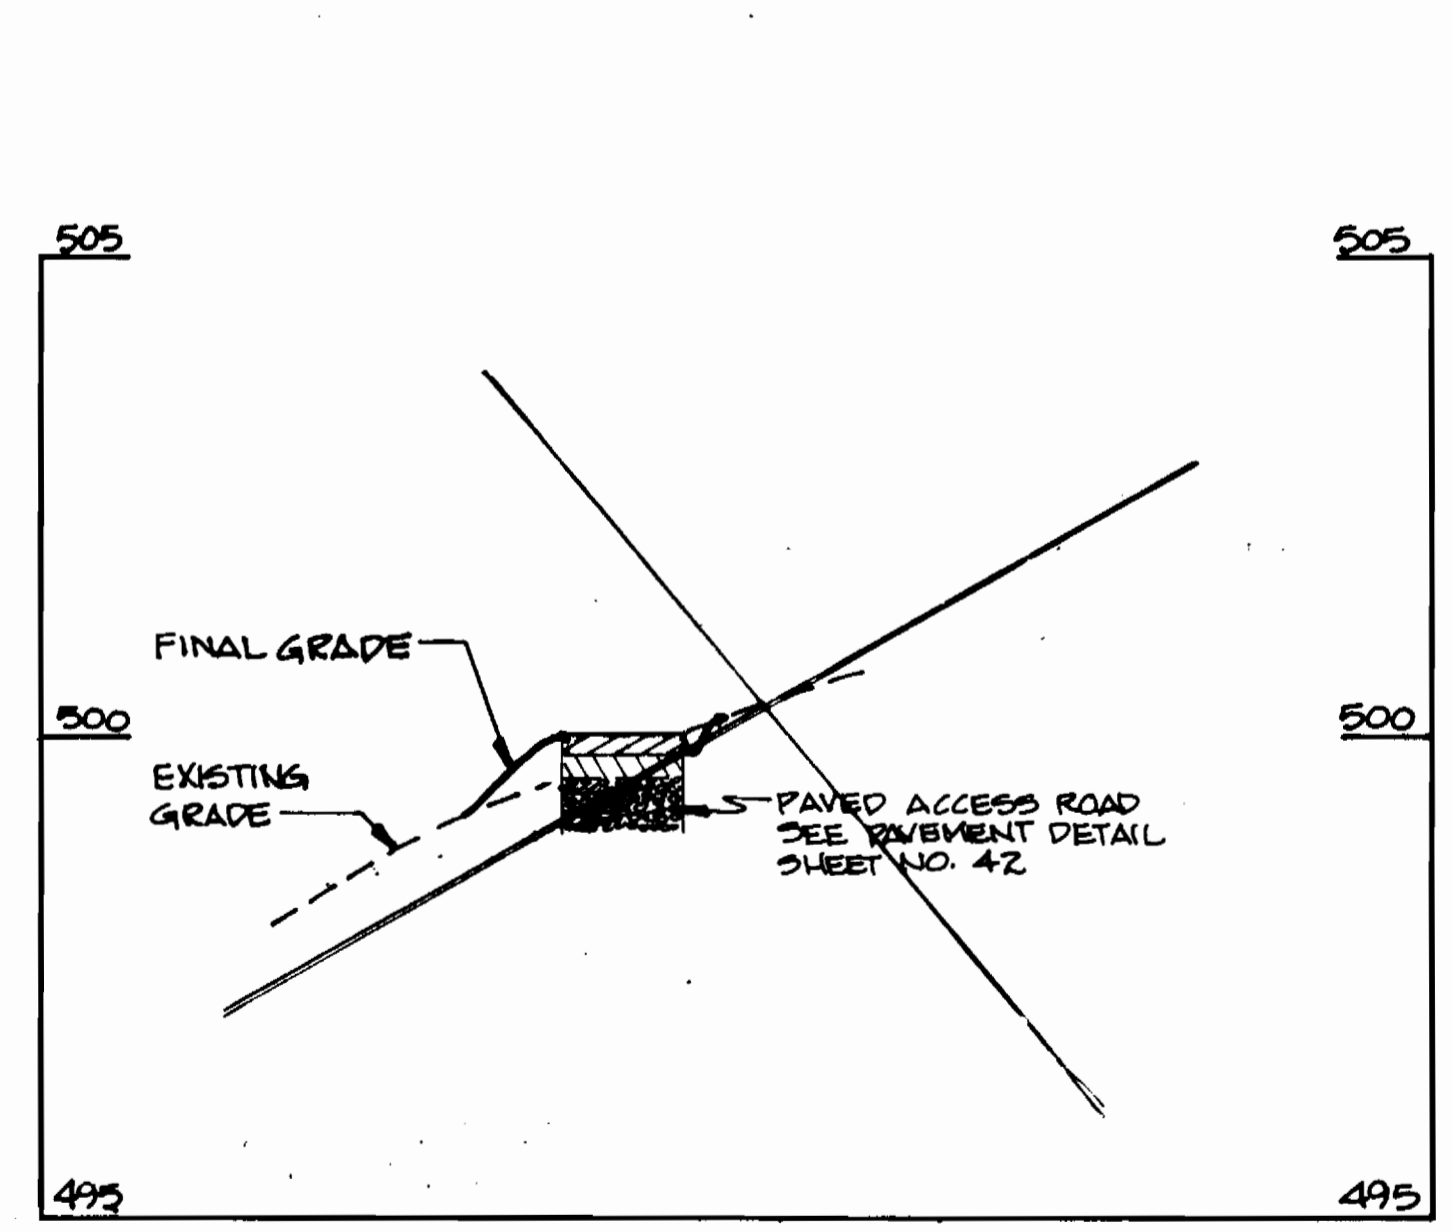 505
505
FINAL GRADE
500
500
EXISTING
GRADE
PAVED ACCESS ROAD
SEE PAVEMENT DETAIL
SHEET NO. 42
495
495